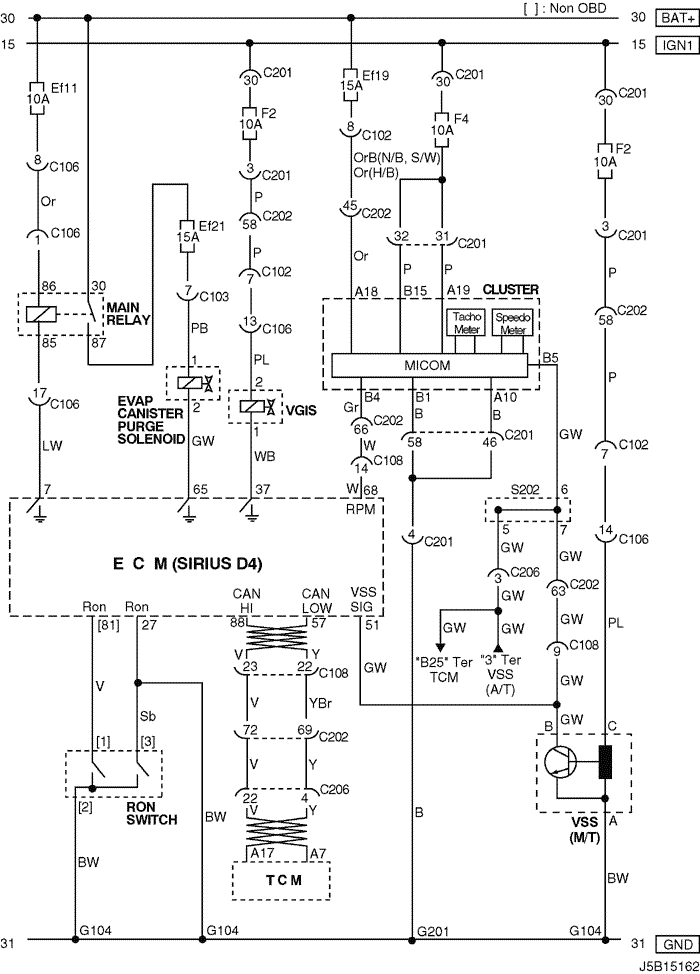 [ ] : Non OBD
30 30 BAT+
15 15 IGN1
Ef11
10A
30 C201
F2
10A
Ef19
15A
30 C201
F4
10A
30 C201
F2
10A
8 C106
Or
1 C106
3 C201
P
58 C202
P
7 C102
13 C106
PL
8 C102
OrB(N/B, S/W)
Or(H/B)
45 C202
Or
32 31 C201
P P
3 C201
P
58 C202
P
7 C102
14 C106
PL
Ef21
15A
7 C103
PB
86 30
MAIN
RELAY
85 87
17 C106
LW
1
EVAP
CANISTER
PURGE
SOLENOID
2
GW
2
VGIS
1
WB
A18 B15 A19 CLUSTER
Tacho
Meter
Speedo
Meter
MICOM
B5
B4 B1 A10
Gr B B
66 C202
W
14 C108
W 68
58 46 C201
GW
S202 6
5 7
7 65 37 RPM
E C M (SIRIUS D4)
4 C201
GW GW
3 C206
GW
63 C202
GW
9 C108
GW
GW
GW GW
"B25" Ter
TCM
"3" Ter
VSS
(A/T)
Ron Ron
CAN
HI
CAN
LOW
VSS
SIG
[81] 27 88 57 51
V Y
GW
23 22 C108
V YBr
72 69 C202
V Y
22 4 C206
V Y
A17 A7
TCM
V Sb
[1] [3]
[2]
RON
SWITCH
BW BW
B
B C
VSS
(M/T)
A
BW
G104 G104 G201 G104
31 31 GND
J5B15162